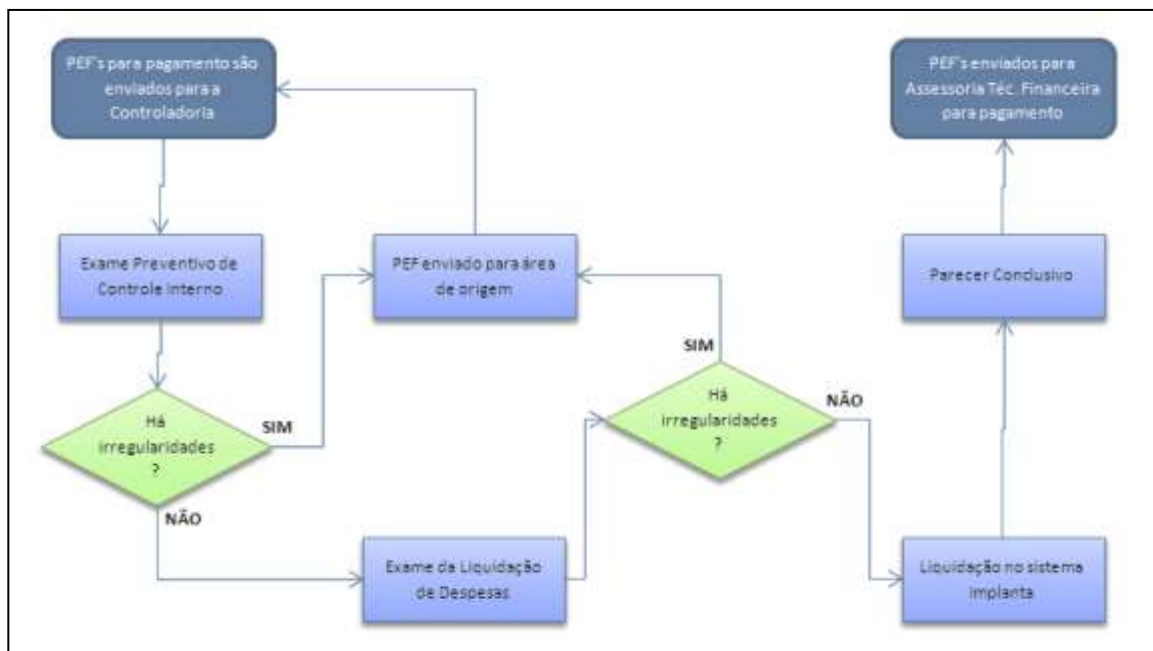 PEF's para pagamento são
enviados para a
Controladoria
PEF's enviados para
Assessoria Téc. Financeira
para pagamento
Exame Preventivo de
Controle Interno
PEF enviado para área
de origem
Parecer Conclusivo
SIM
Há
irregularidades
?
SIM
Há
irregularidades
?
NÃO
NÃO
Exame da Liquidação
de Despesas
Liquidação no sistema
Implanta